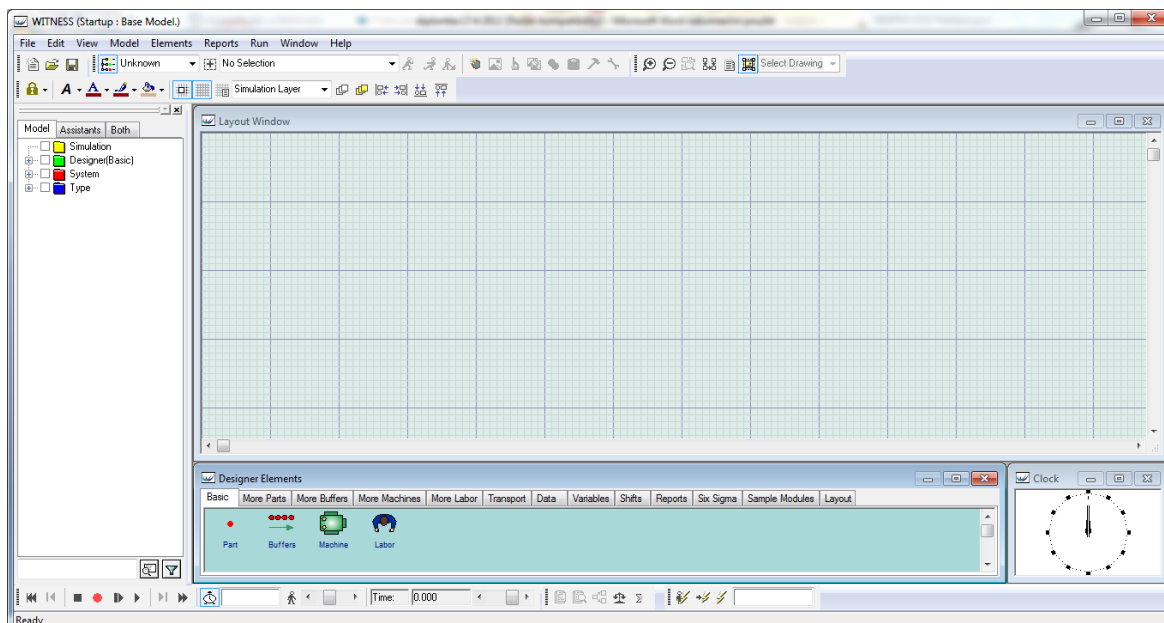 WITNESS (Startup : Base Model.)
File Edit View Model Elements Reports Run Window Help
Unknown No Selection Select Drawing
A A Simulation Layer
Model Assistants Both
Simulation
Designer(Basic)
System
Type
Layout Window
Designer Elements
Basic More Parts More Buffers More Machines More Labor Transport Data Variables Shifts Reports Six Sigma Sample Modules Layout
Part Buffers Machine Labor
Clock
Time: 0.000
Ready